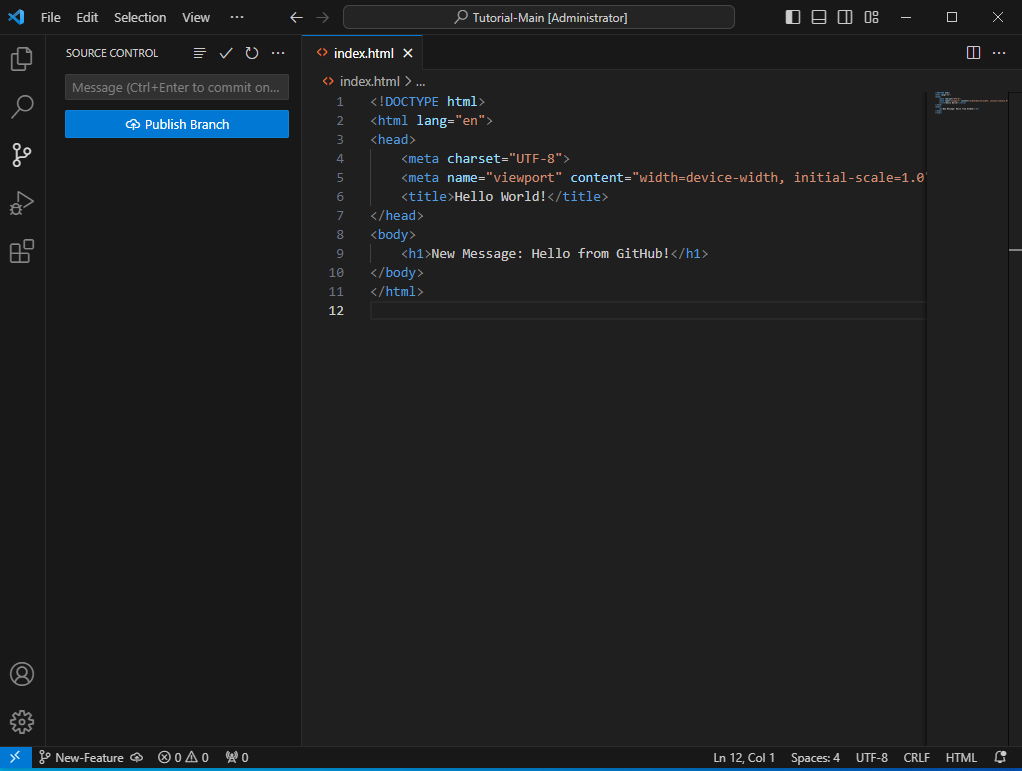 File Edit Selection View ···
Tutorial-Main [Administrator]
SOURCE CONTROL
Message (Ctrl+Enter to commit on...
Publish Branch
index.html
index.html > ...
1 <!DOCTYPE html>
2 <html lang="en">
3 <head>
4 <meta charset="UTF-8">
5 <meta name="viewport" content="width=device-width, initial-scale=1.0
6 <title>Hello World!</title>
7 </head>
8 <body>
9 <h1>New Message: Hello from GitHub!</h1>
10 </body>
11 </html>
12
New-Feature 0 0 0 Ln 12, Col 1 Spaces: 4 UTF-8 CRLF HTML